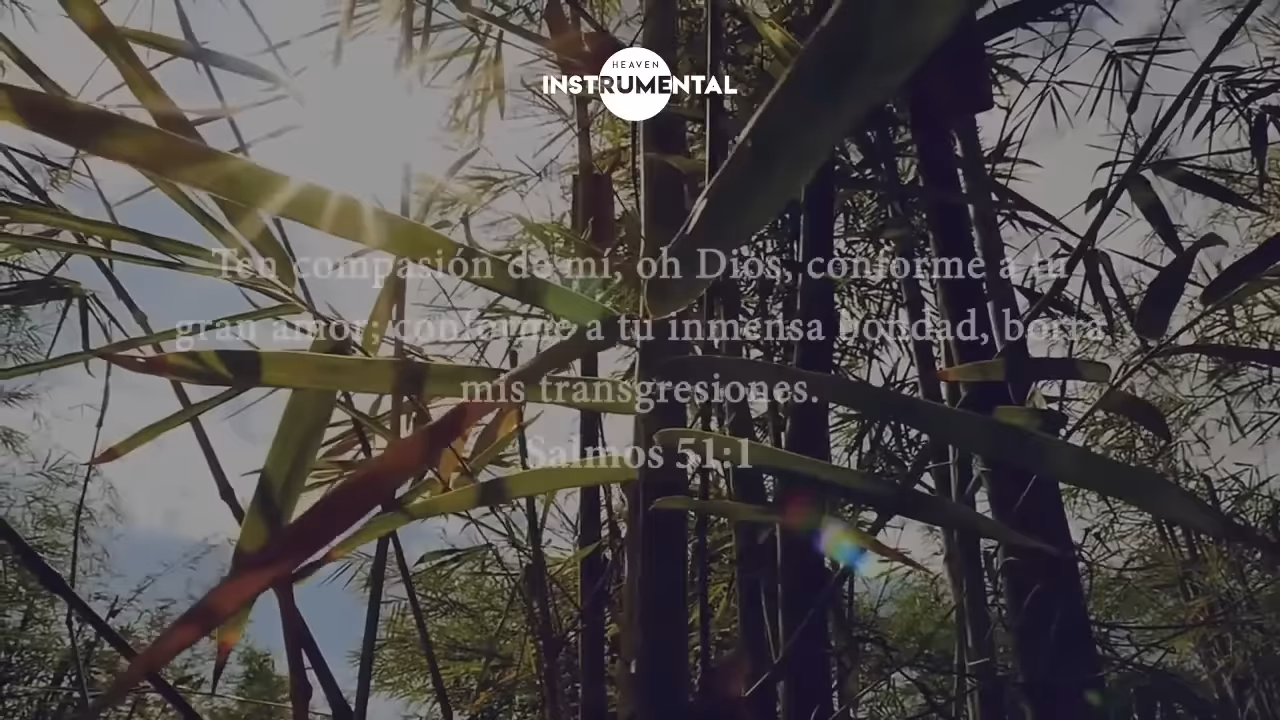 HEAVEN
INSTRUMENTAL
Ten compasión de mí, oh Dios, conforme a tu
gran amor; conforme a tu inmensa bondad, borra
mis transgresiones.
Salmos 51:1